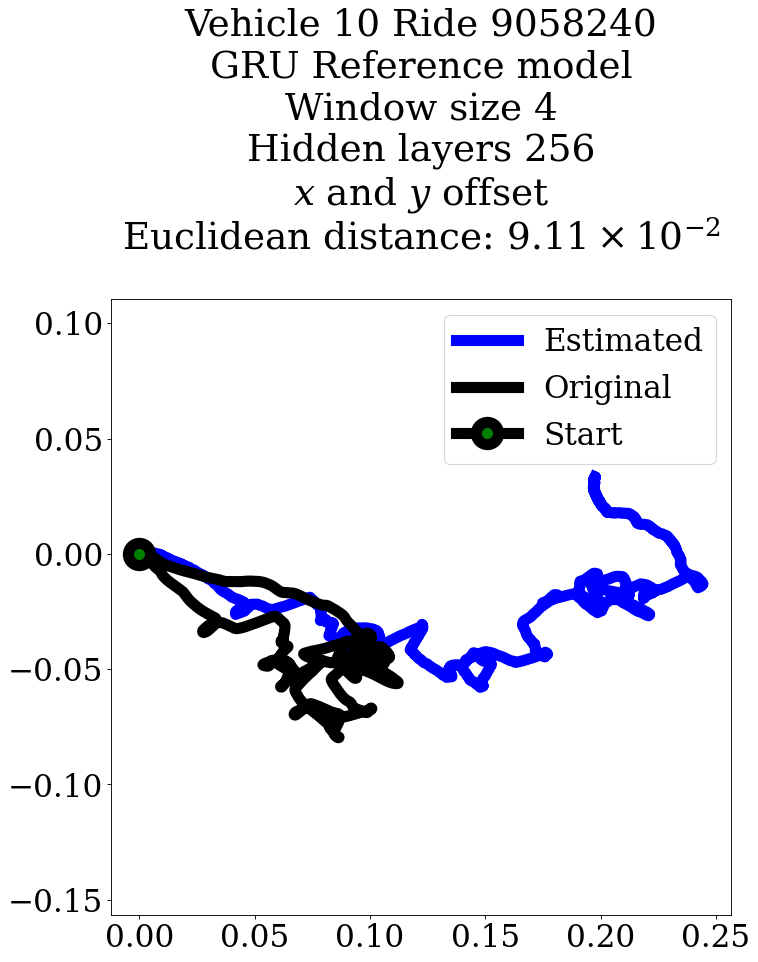 Vehicle 10 Ride 9058240
GRU Reference model
Window size 4
Hidden layers 256
x and y offset
Euclidean distance: 9.11 × 10⁻²
Estimated
Original
Start
0.10
0.05
0.00
−0.05
−0.10
−0.15
0.00 0.05 0.10 0.15 0.20 0.25